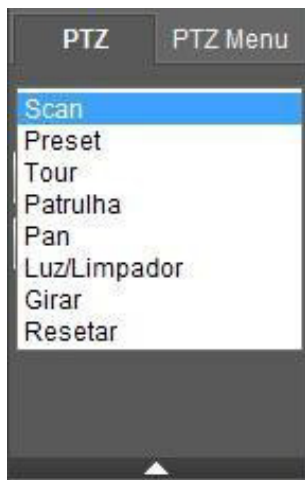 PTZ PTZ Menu
Scan
Preset
Tour
Patrulha
Pan
Luz/Limpador
Girar
Resetar